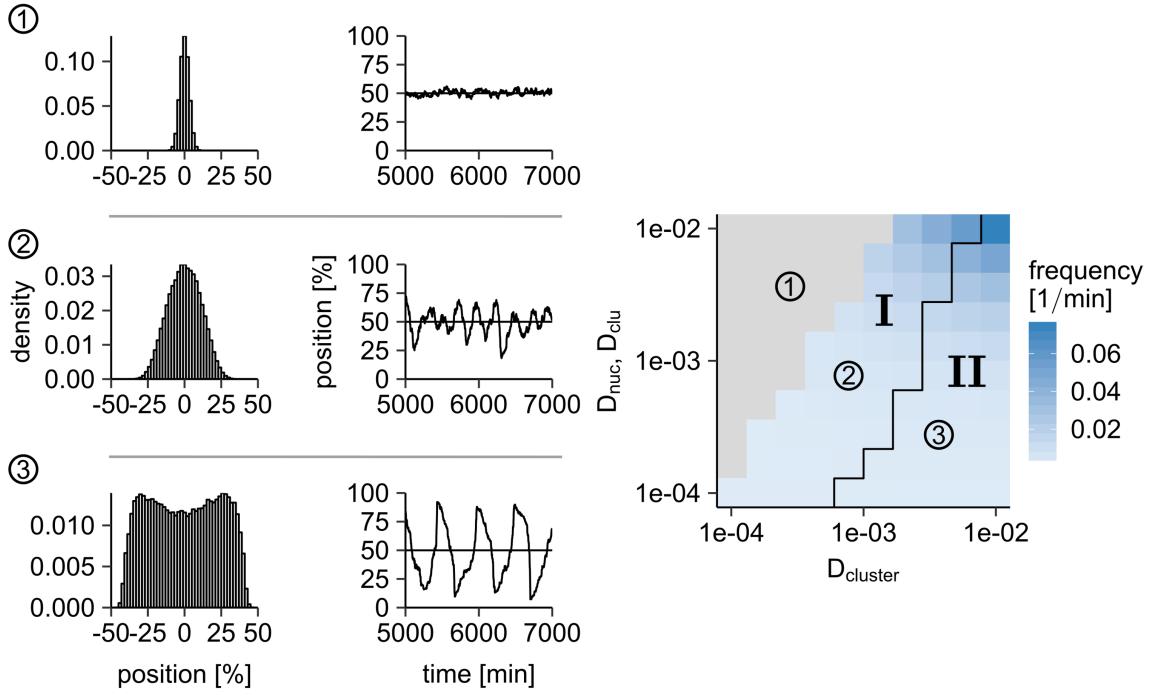 ①
0.10
0.05
0.00
-50 -25 0 25 50
100
75
50
25
0
5000 6000 7000
②
density
0.03
0.02
0.01
0.00
-50 -25 0 25 50
position [%]
100
75
50
25
0
5000 6000 7000
③
0.010
0.005
0.000
-50 -25 0 25 50
position [%]
100
75
50
25
0
5000 6000 7000
time [min]
Dnuc, Dclu
1e-02
1e-03
1e-04
①
I
②
II
③
1e-04 1e-03 1e-02
Dcluster
frequency
[1/min]
0.06
0.04
0.02